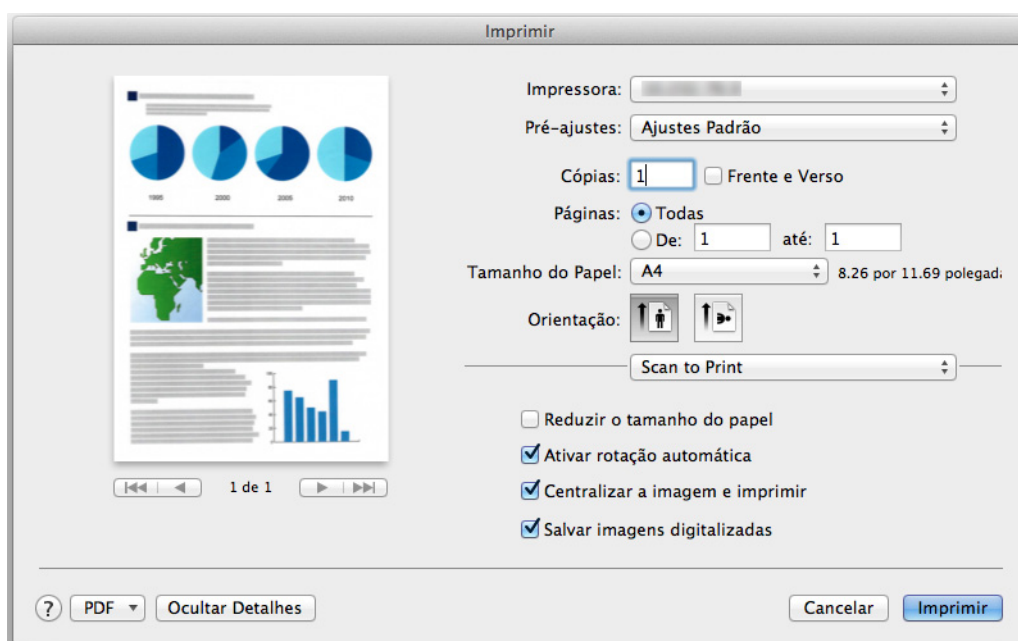 Imprimir
Impressora:
Pré-ajustes: Ajustes Padrão
Cópias: 1 Frente e Verso
Páginas: Todas
De: 1 até: 1
Tamanho do Papel: A4 8.26 por 11.69 polegada
Orientação:
Scan to Print
Reduzir o tamanho do papel
Ativar rotação automática
Centralizar a imagem e imprimir
Salvar imagens digitalizadas
1995 2000 2005 2010
1 de 1
? PDF Ocultar Detalhes Cancelar Imprimir